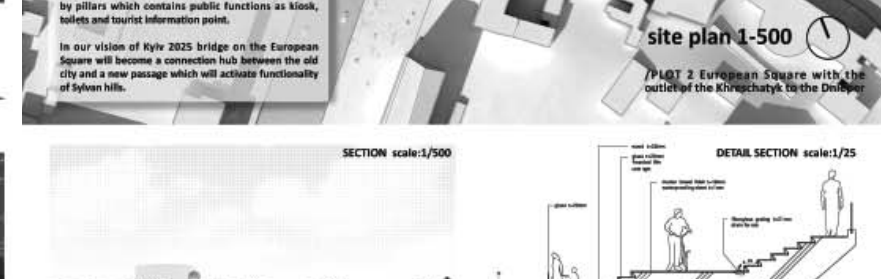 by pillars which contains public functions as kiosk,
toilets and tourist information point.
In our vision of Kyiv 2025 bridge on the European
Square will become a connection hub between the old
city and a new passage which will activate functionality
of Sylvan hills.
site plan 1-500
/PLOT 2 European Square with the
outlet of the Khreschatyk to the Dnieper
SECTION scale:1/500
DETAIL SECTION scale:1/25